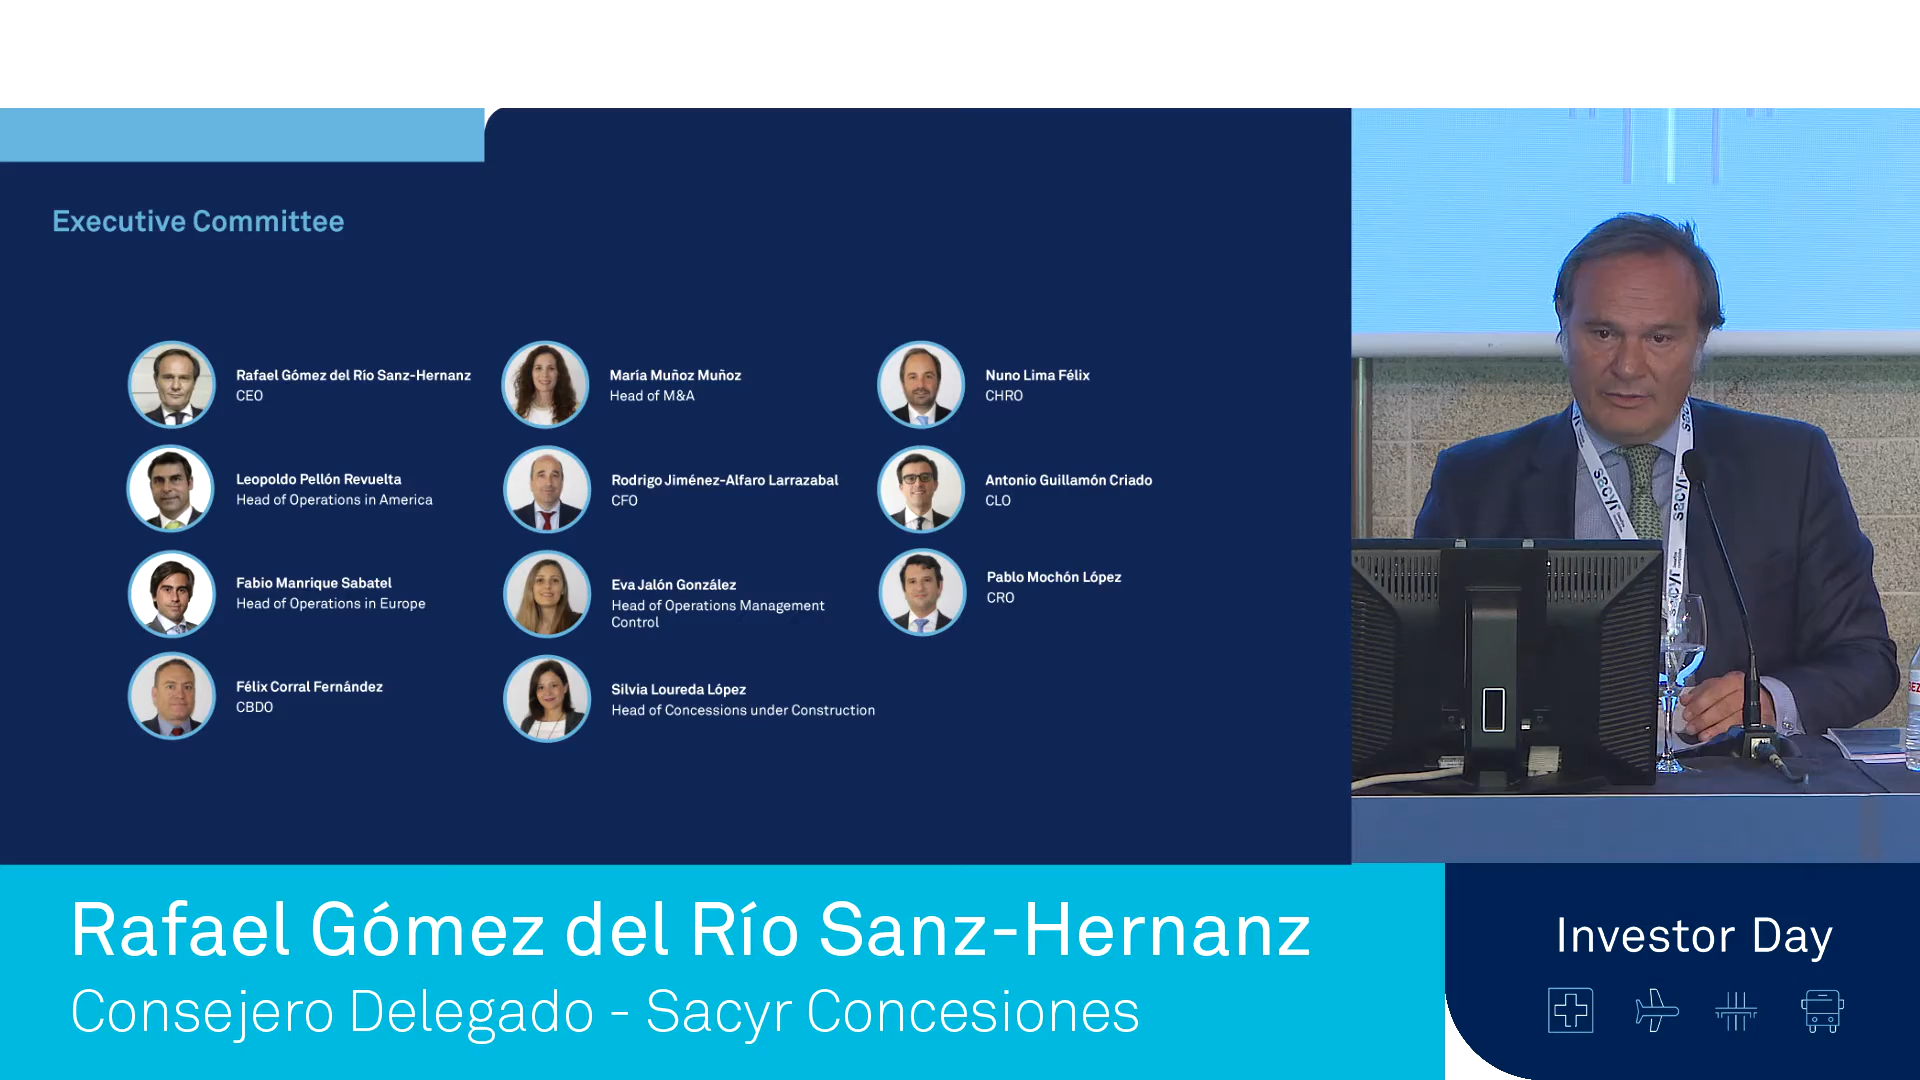 Executive Committee
Rafael Gómez del Río Sanz-Hernanz
CEO
Leopoldo Pellón Revuelta
Head of Operations in America
Fabio Manrique Sabatel
Head of Operations in Europe
Félix Corral Fernández
CBDO
María Muñoz Muñoz
Head of M&A
Rodrigo Jiménez-Alfaro Larrazabal
CFO
Eva Jalón González
Head of Operations Management
Control
Silvia Loureda López
Head of Concessions under Construction
Nuno Lima Félix
CHRO
Antonio Guillamón Criado
CLO
Pablo Mochón López
CRO
sacyr
sacyr
Rafael Gómez del Río Sanz-Hernanz
Consejero Delegado - Sacyr Concesiones
Investor Day